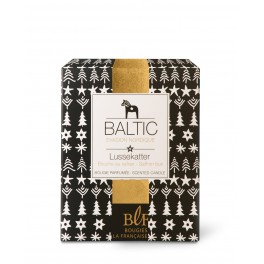 BALTIC
Lussekatter
BOUGIE PARFUMÉE - SCENTED CANDLE
BLF
BOUGIES
LA FRANÇAISE